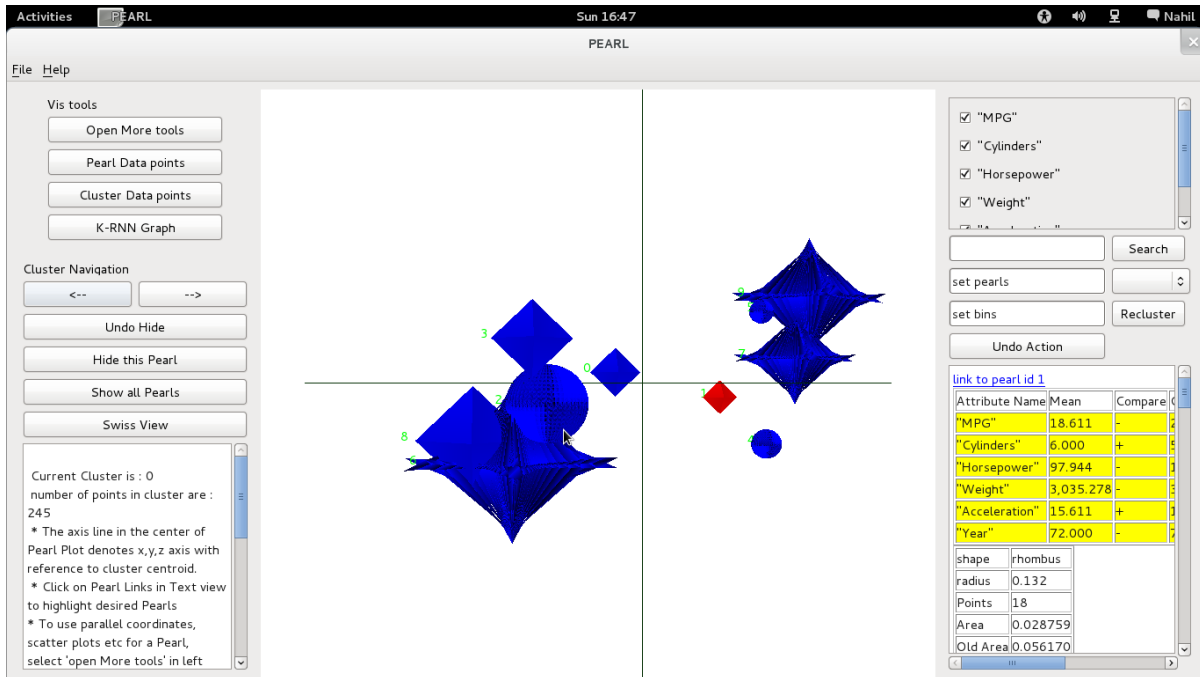 Activities PEARL Sun 16:47 Nahil
PEARL
File Help
Vis tools
Open More tools
Pearl Data points
Cluster Data points
K-RNN Graph
Cluster Navigation
<-- -->
Undo Hide
Hide this Pearl
Show all Pearls
Swiss View
Current Cluster is : 0
number of points in cluster are :
245
* The axis line in the center of
Pearl Plot denotes x,y,z axis with
reference to cluster centroid.
* Click on Pearl Links in Text view
to highlight desired Pearls
* To use parallel coordinates,
scatter plots etc for a Pearl,
select 'open More tools' in left
9
3
7
0
1
2
8
6
4
"MPG"
"Cylinders"
"Horsepower"
"Weight"
Search
set pearls
set bins Recluster
Undo Action
link to pearl id 1
Attribute Name Mean Compare
"MPG" 18.611 -
"Cylinders" 6.000 +
"Horsepower" 97.944 -
"Weight" 3,035.278 -
"Acceleration" 15.611 +
"Year" 72.000 -
shape rhombus
radius 0.132
Points 18
Area 0.028759
Old Area 0.056170